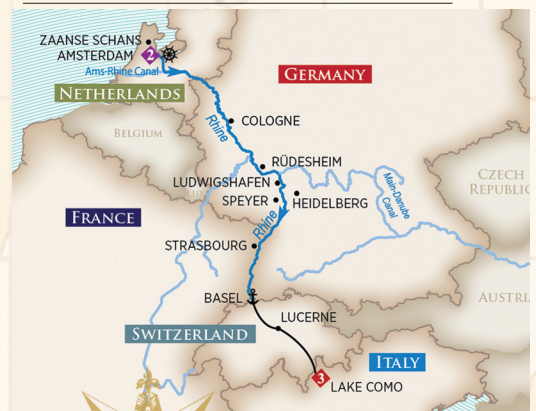 ZAANSE SCHANS
AMSTERDAM
2
Ams-Rhine Canal
NETHERLANDS
GERMANY
BELGIUM
Rhine
COLOGNE
RÜDESHEIM
LUDWIGSHAFEN
SPEYER
HEIDELBERG
Main-Danube
Canal
CZECH
REPUBLIC
FRANCE
Rhine
STRASBOURG
BASEL
AUSTRI
LUCERNE
SWITZERLAND
ITALY
3
LAKE COMO